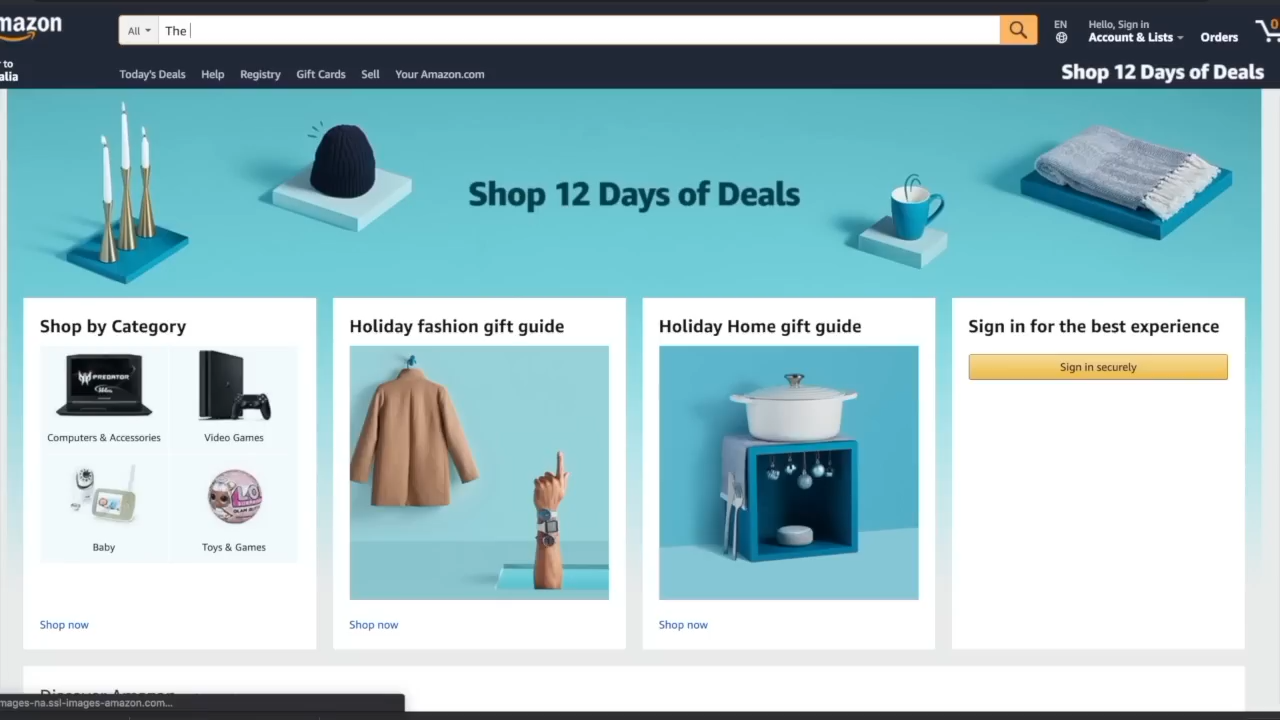 mazon
All
The
EN
Hello, Sign in
Account & Lists
Orders
0
to
alia
Today's Deals
Help
Registry
Gift Cards
Sell
Your Amazon.com
Shop 12 Days of Deals
Shop 12 Days of Deals
Shop by Category
PREDATOR
Computers & Accessories
Video Games
Baby
Toys & Games
Shop now
Holiday fashion gift guide
Shop now
Holiday Home gift guide
Shop now
Sign in for the best experience
Sign in securely
Discover Amazon
mages-na.ssl-images-amazon.com...